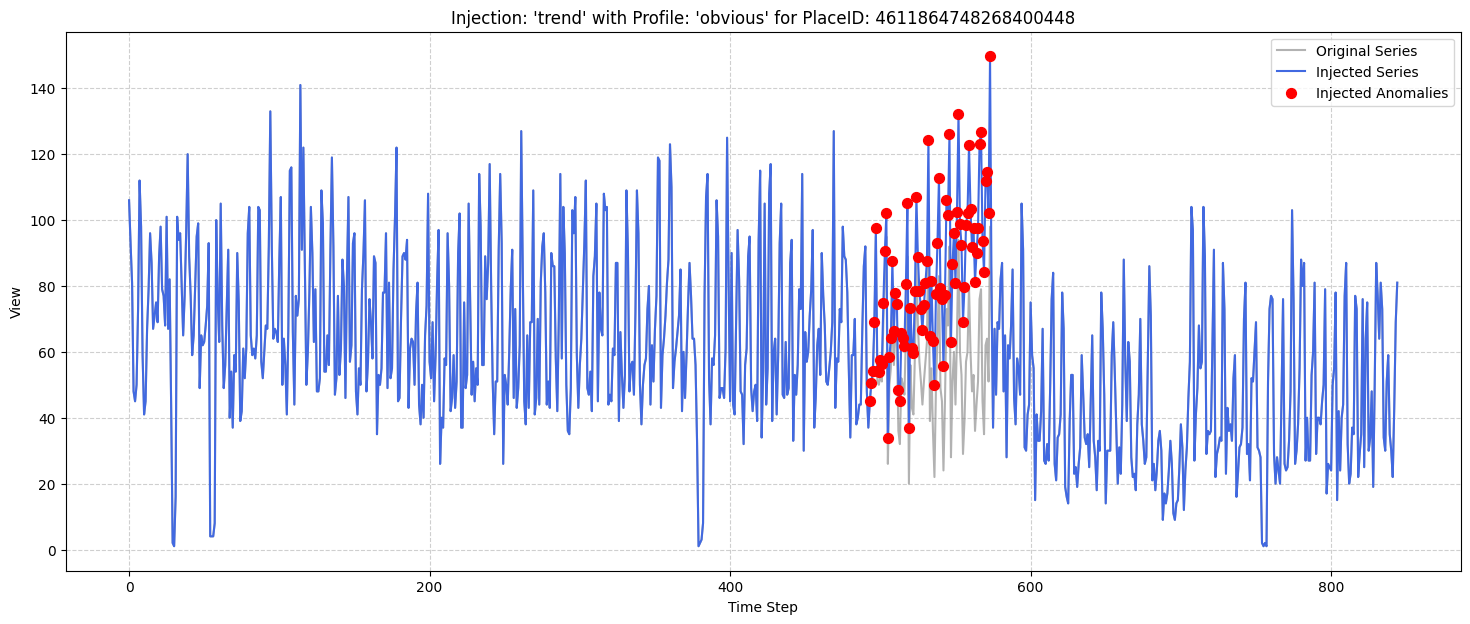 Injection: 'trend' with Profile: 'obvious' for PlaceID: 4611864748268400448
Original Series
Injected Series
Injected Anomalies
View
140
120
100
80
60
40
20
0
0 200 400 600 800
Time Step